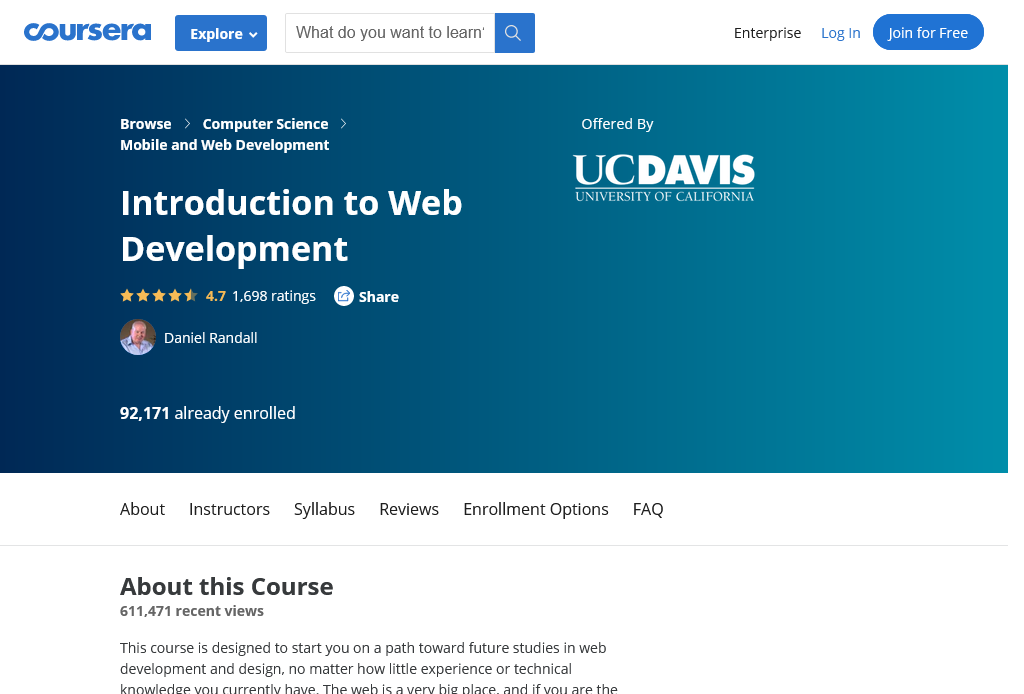 coursera
Explore
What do you want to learn'
Enterprise
Log In
Join for Free
Browse
Computer Science
Mobile and Web Development
Introduction to Web
Development
4.7 1,698 ratings
Share
Daniel Randall
92,171 already enrolled
Offered By
UCDAVIS
UNIVERSITY OF CALIFORNIA
About
Instructors
Syllabus
Reviews
Enrollment Options
FAQ
About this Course
611,471 recent views
This course is designed to start you on a path toward future studies in web
development and design, no matter how little experience or technical
knowledge you currently have. The web is a very big place, and if you are the